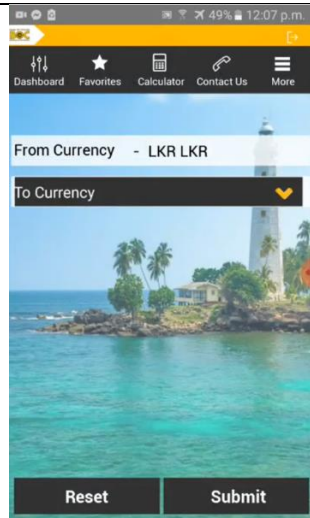 49% 12:07 p.m.
Dashboard Favorites Calculator Contact Us More
From Currency - LKR LKR
To Currency
Reset Submit